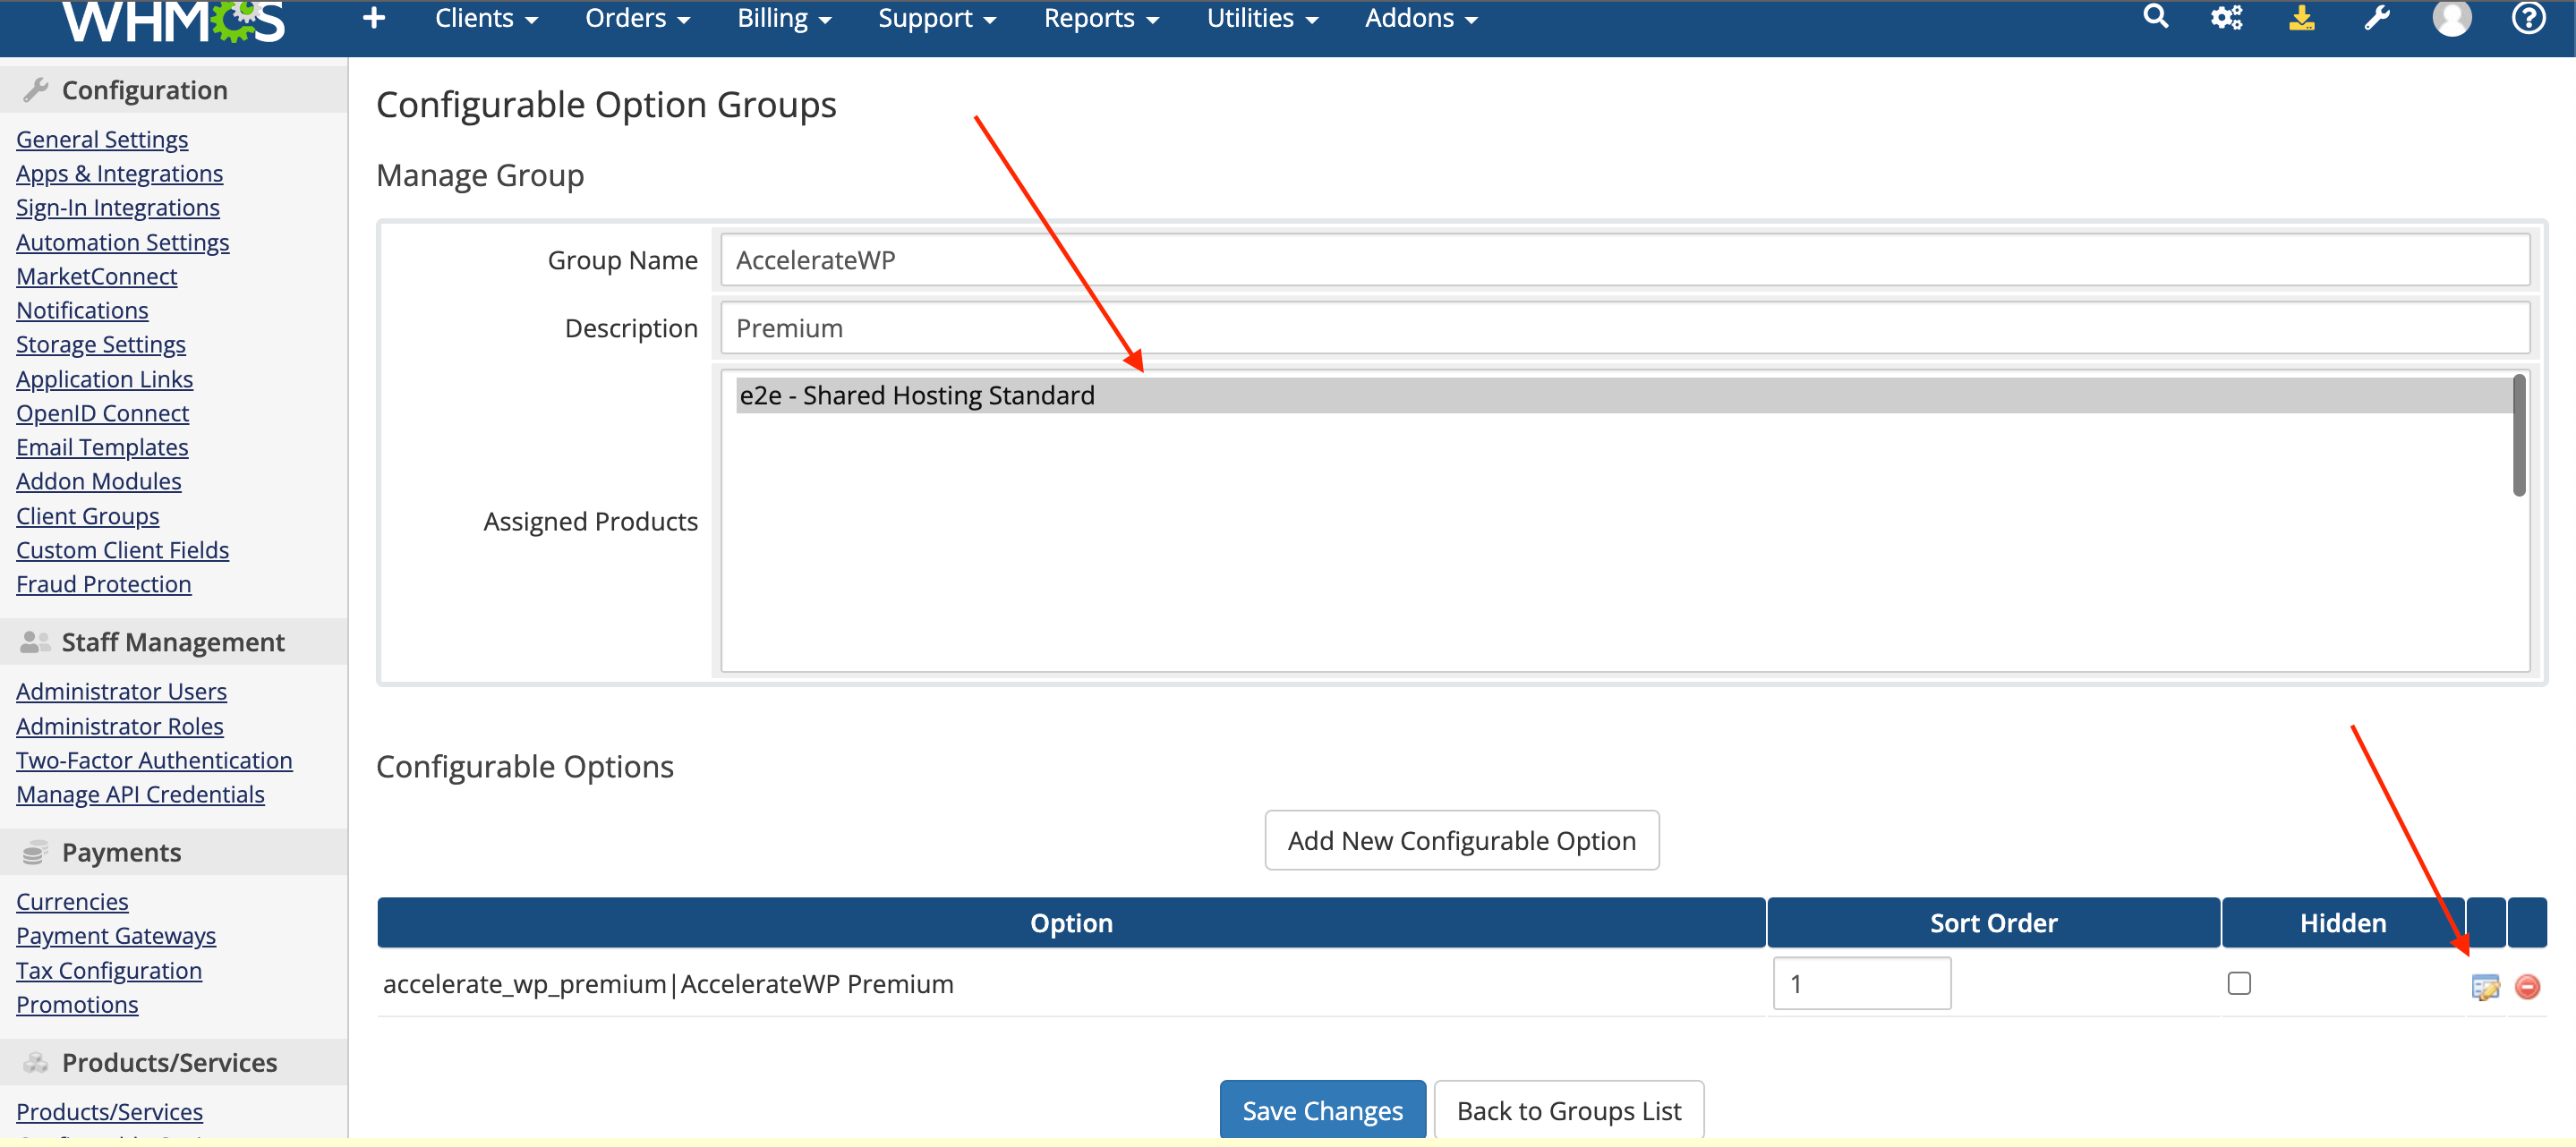 WHMCS
Clients
Orders
Billing
Support
Reports
Utilities
Addons
Configuration
General Settings
Apps & Integrations
Sign-In Integrations
Automation Settings
MarketConnect
Notifications
Storage Settings
Application Links
OpenID Connect
Email Templates
Addon Modules
Client Groups
Custom Client Fields
Fraud Protection
Staff Management
Administrator Users
Administrator Roles
Two-Factor Authentication
Manage API Credentials
Payments
Currencies
Payment Gateways
Tax Configuration
Promotions
Products/Services
Products/Services
Configurable Option Groups
Manage Group
Group Name
AccelerateWP
Description
Premium
Assigned Products
e2e - Shared Hosting Standard
Configurable Options
Add New Configurable Option
Option
Sort Order
Hidden
accelerate_wp_premium|AccelerateWP Premium
1
Save Changes
Back to Groups List